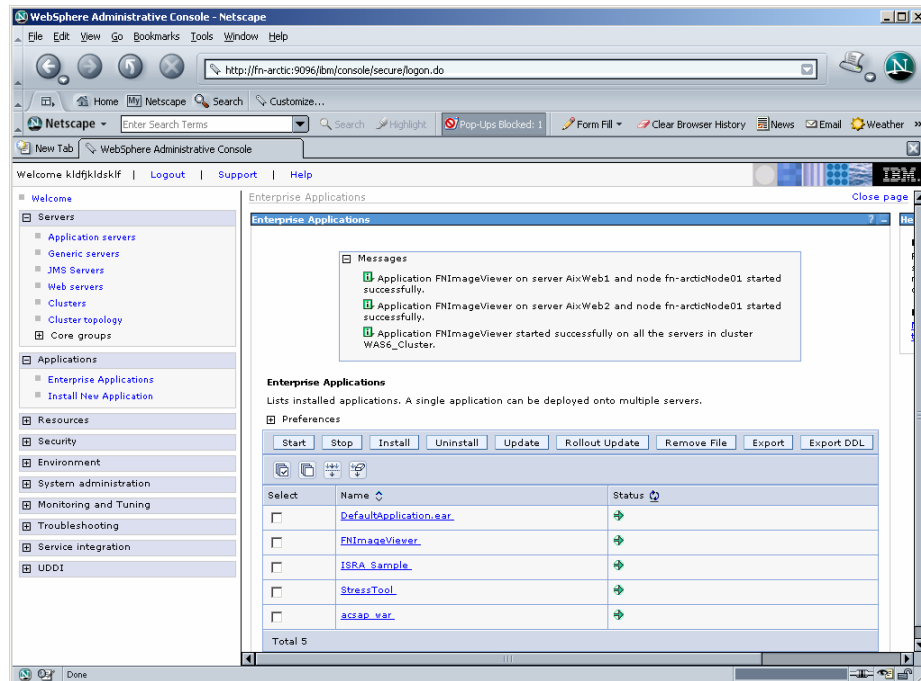 WebSphere Administrative Console - Netscape
File Edit View Go Bookmarks Tools Window Help
http://fn-arctic:9096/ibm/console/secure/logon.do
Home My Netscape Search Customize...
Netscape Enter Search Terms Search Highlight Pop-Ups Blocked: 1 Form Fill Clear Browser History News Email Weather »
New Tab WebSphere Administrative Console
Welcome kldfjkldsklf | Logout | Support | Help IBM.
Welcome
Servers
Application servers
Generic servers
JMS Servers
Web servers
Clusters
Cluster topology
Core groups
Applications
Enterprise Applications
Install New Application
Resources
Security
Environment
System administration
Monitoring and Tuning
Troubleshooting
Service integration
UDDI
Enterprise Applications Close page
Enterprise Applications ? He
Messages
Application FNImageViewer on server AixWeb1 and node fn-arcticNode01 started
successfully.
Application FNImageViewer on server AixWeb2 and node fn-arcticNode01 started
successfully.
Application FNImageViewer started successfully on all the servers in cluster
WAS6_Cluster.
Enterprise Applications
Lists installed applications. A single application can be deployed onto multiple servers.
Preferences
Start Stop Install Uninstall Update Rollout Update Remove File Export Export DDL
Select Name Status
DefaultApplication.ear
FNImageViewer
ISRA Sample
StressTool
acsap_war
Total 5
Done